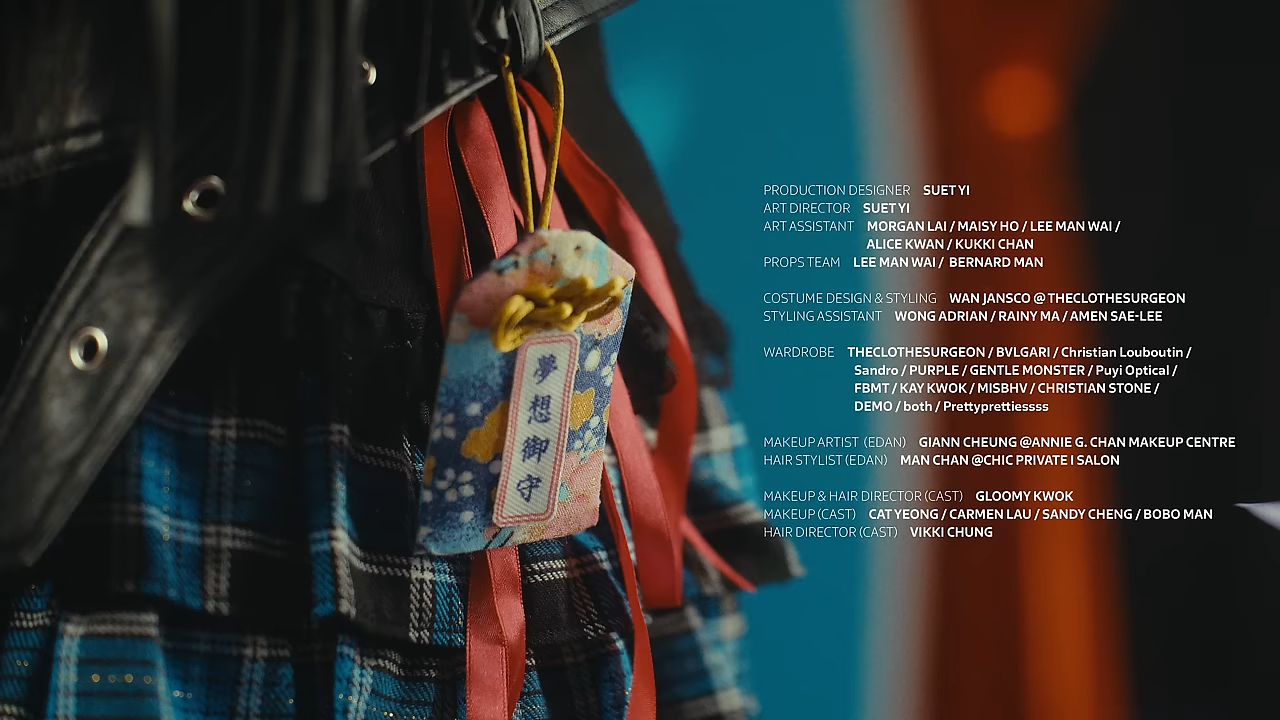 夢想御守
PRODUCTION DESIGNER SUET YI
ART DIRECTOR SUET YI
ART ASSISTANT MORGAN LAI / MAISY HO / LEE MAN WAI /
ALICE KWAN / KUKKI CHAN
PROPS TEAM LEE MAN WAI / BERNARD MAN
COSTUME DESIGN & STYLING WAN JANSCO @ THECLOTHESURGEON
STYLING ASSISTANT WONG ADRIAN / RAINY MA / AMEN SAE-LEE
WARDROBE THECLOTHESURGEON / BVLGARI / Christian Louboutin /
Sandro / PURPLE / GENTLE MONSTER / Puyi Optical /
FBMT / KAY KWOK / MISBHV / CHRISTIAN STONE /
DEMO / both / Prettyprettiessss
MAKEUP ARTIST (EDAN) GIANN CHEUNG @ANNIE G. CHAN MAKEUP CENTRE
HAIR STYLIST (EDAN) MAN CHAN @CHIC PRIVATE I SALON
MAKEUP & HAIR DIRECTOR (CAST) GLOOMY KWOK
MAKEUP (CAST) CAT YEONG / CARMEN LAU / SANDY CHENG / BOBO MAN
HAIR DIRECTOR (CAST) VIKKI CHUNG